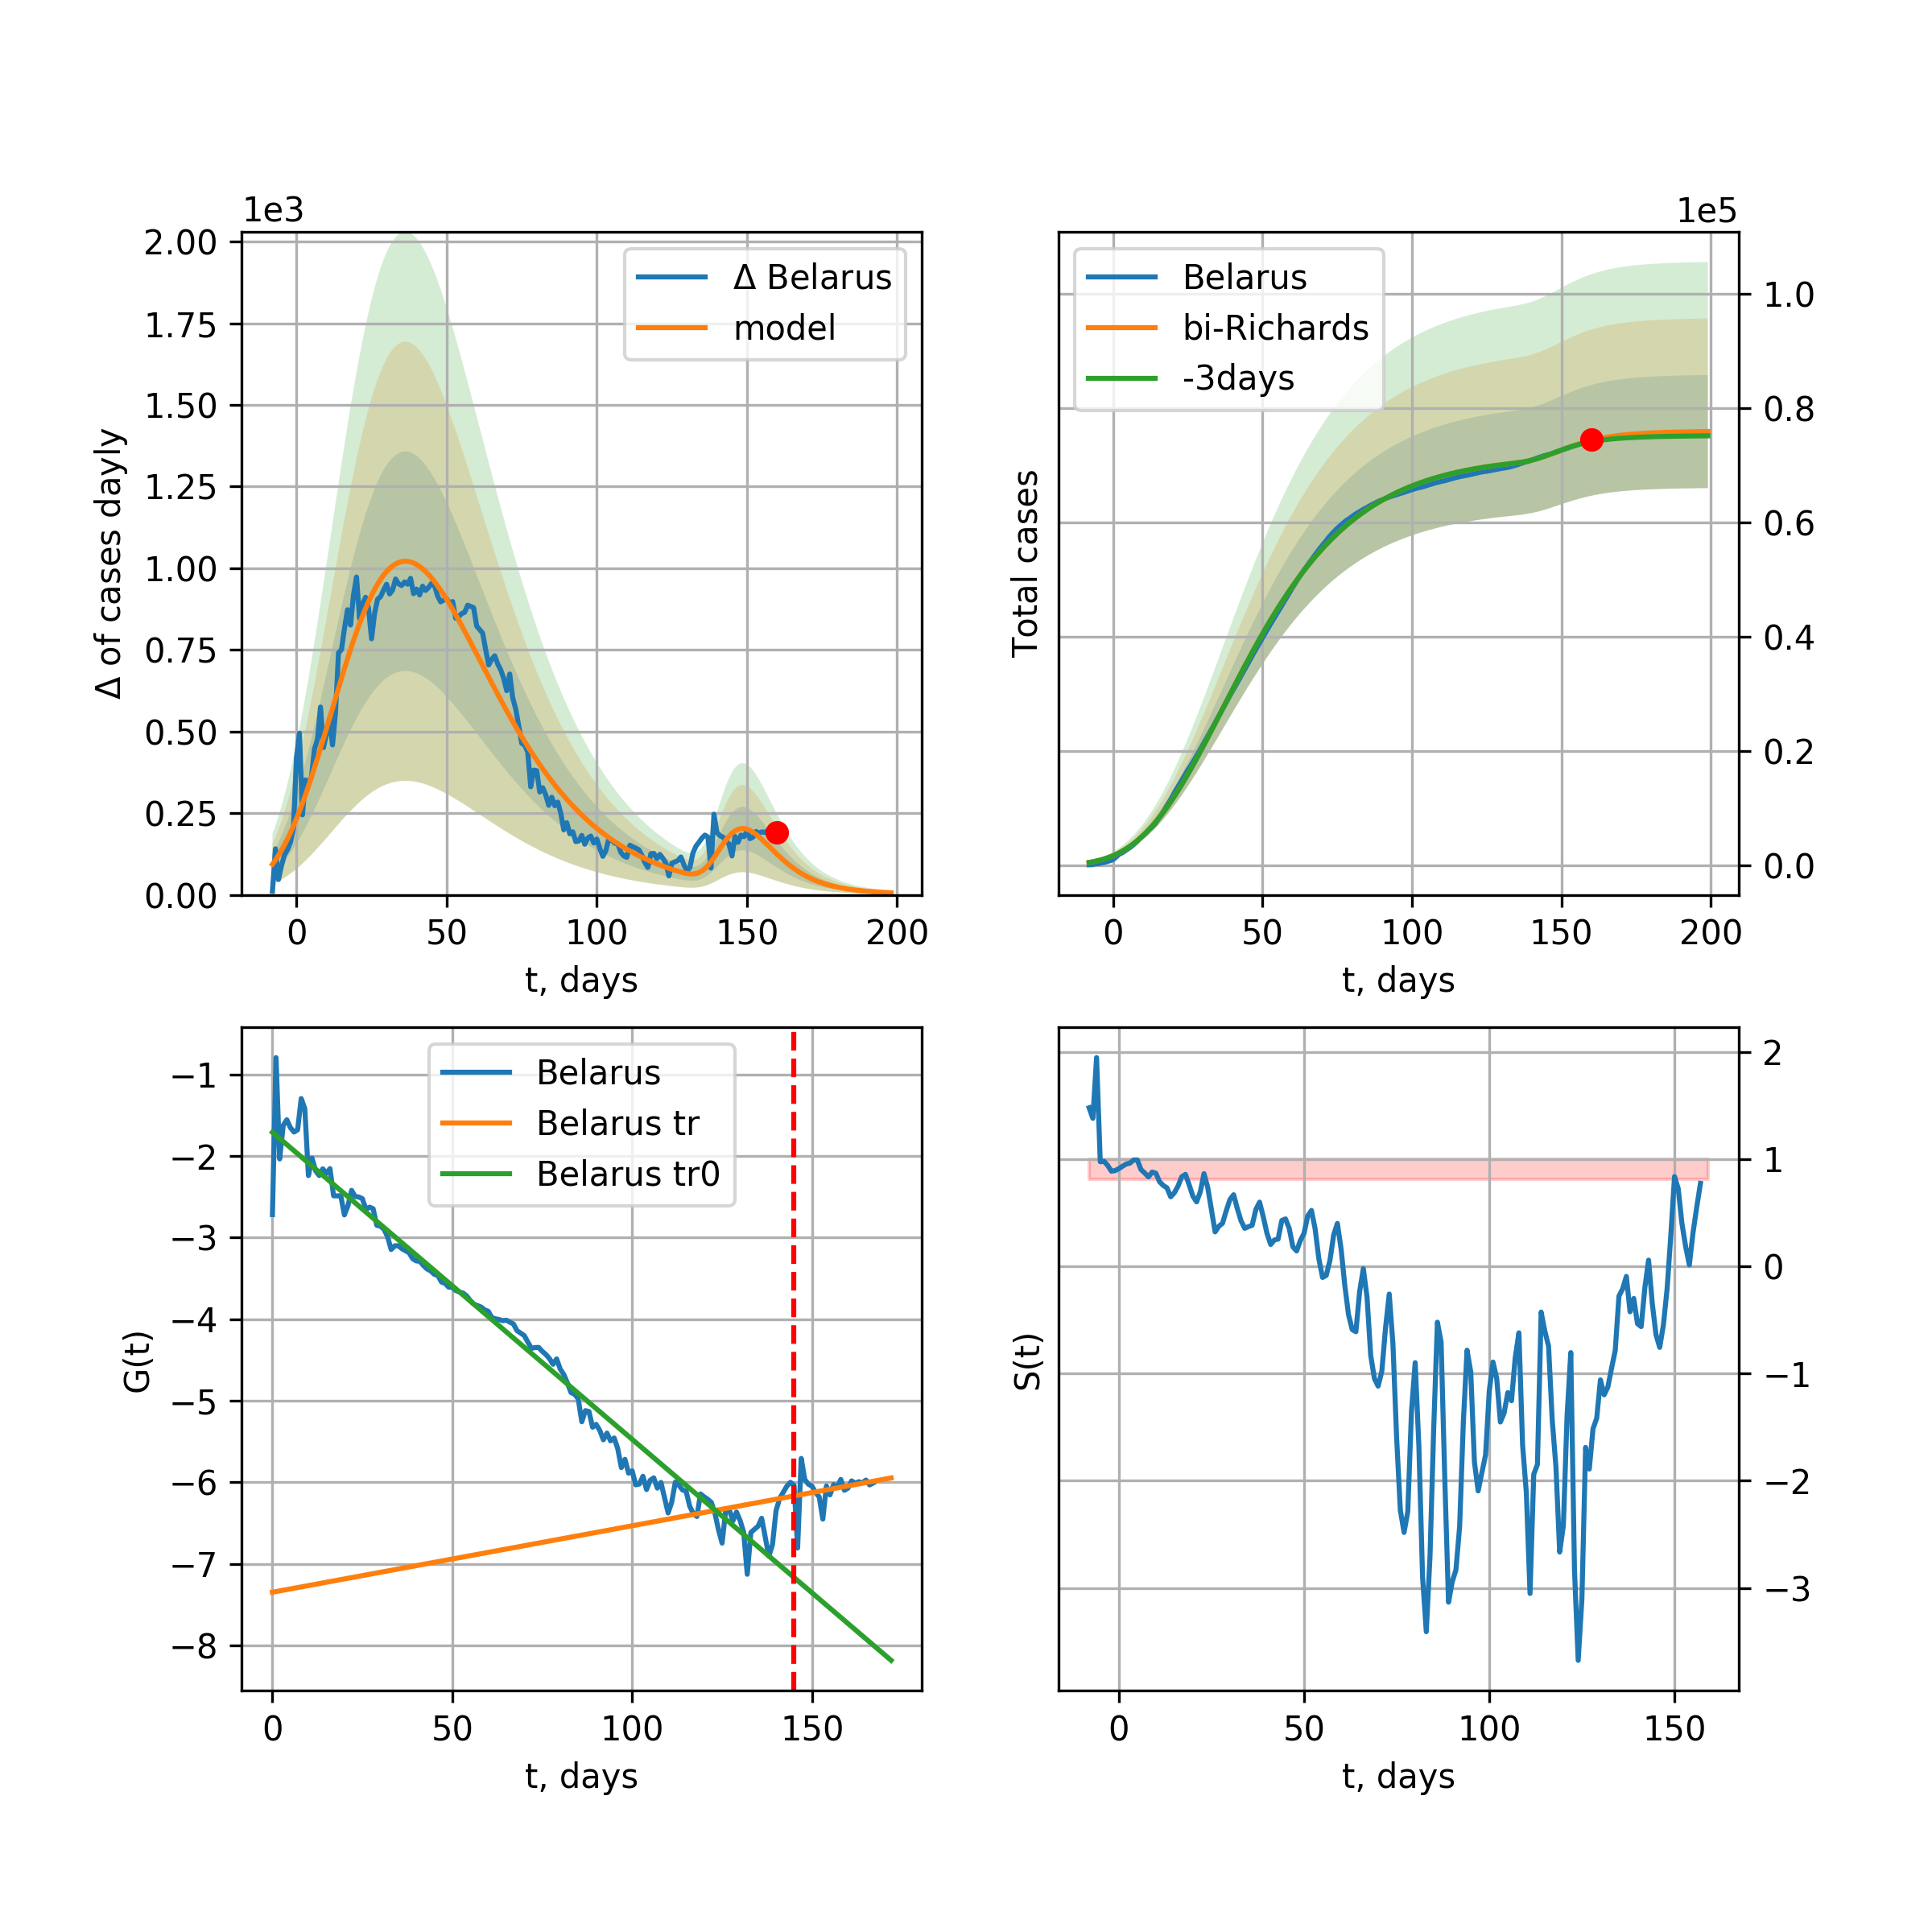 1e3
2.00
1.75
1.50
1.25
1.00
0.75
0.50
0.25
0.00
Δ of cases dayly
Δ Belarus
model
0 50 100 150 200
t, days
1e5
Belarus
bi-Richards
-3days
Total cases
1.0
0.8
0.6
0.4
0.2
0.0
0 50 100 150 200
t, days
−1
−2
−3
−4
−5
−6
−7
−8
G(t)
Belarus
Belarus tr
Belarus tr0
0 50 100 150
t, days
S(t)
2
1
0
−1
−2
−3
0 50 100 150
t, days